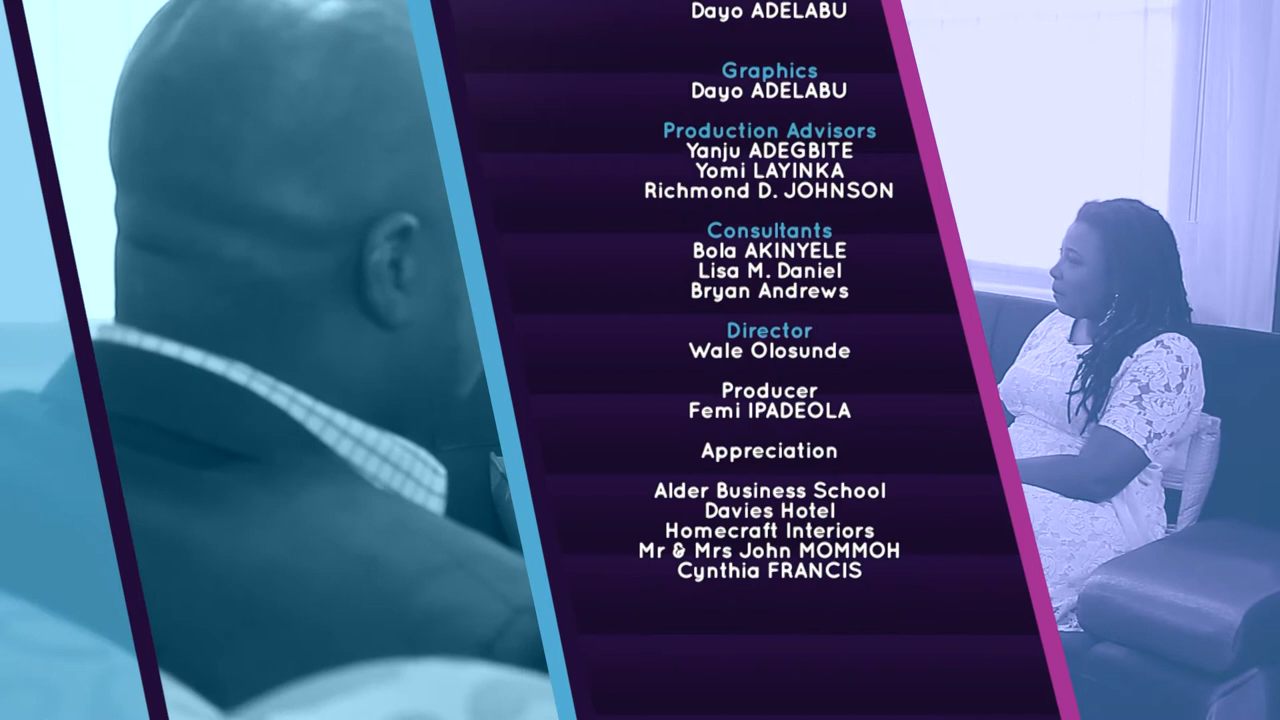 Dayo ADELABU
Graphics
Dayo ADELABU
Production Advisors
Yanju ADEGBITE
Yomi LAYINKA
Richmond D. JOHNSON
Consultants
Bola AKINYELE
Lisa M. Daniel
Bryan Andrews
Director
Wale Olosunde
Producer
Femi IPADEOLA
Appreciation
Alder Business School
Davies Hotel
Homecraft Interiors
Mr & Mrs John MOMMOH
Cynthia FRANCIS